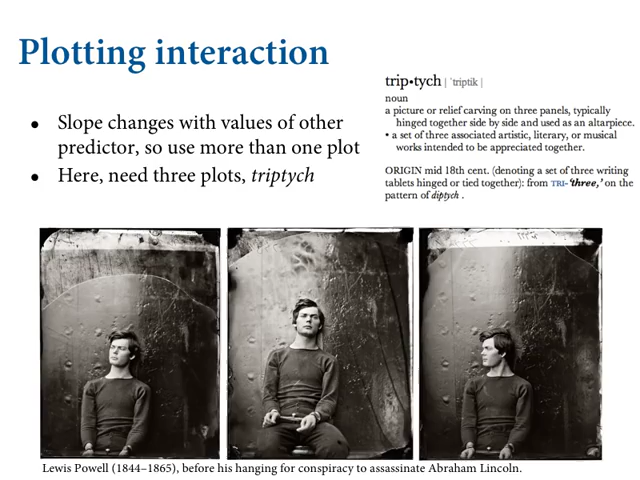 Plotting interaction
• Slope changes with values of other
predictor, so use more than one plot
• Here, need three plots, triptych
trip•tych | ˈtriptik |
noun
a picture or relief carving on three panels, typically
hinged together side by side and used as an altarpiece.
• a set of three associated artistic, literary, or musical
works intended to be appreciated together.
ORIGIN mid 18th cent. (denoting a set of three writing
tablets hinged or tied together): from TRI- ‘three,’ on the
pattern of diptych .
Lewis Powell (1844–1865), before his hanging for conspiracy to assassinate Abraham Lincoln.